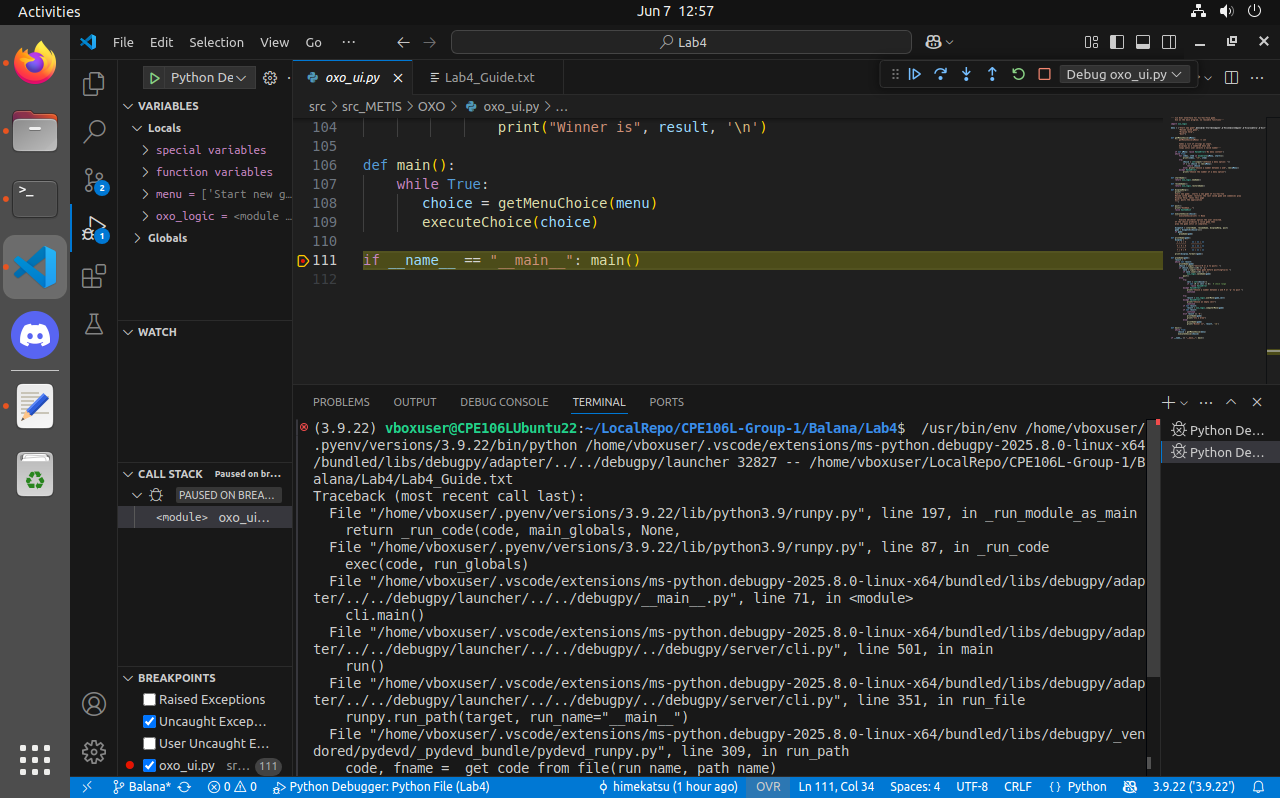 Activities
Jun 7 12:57
File Edit Selection View Go ···
Lab4
Python De
oxo_ui.py
Lab4_Guide.txt
Debug oxo_ui.py
src > src_METIS > OXO > oxo_ui.py > ...
VARIABLES
Locals
special variables
function variables
menu = ['Start new g...
oxo_logic = <module ...
Globals
WATCH
CALL STACK Paused on br...
PAUSED ON BREA...
<module> oxo_ui...
BREAKPOINTS
Raised Exceptions
Uncaught Excep...
User Uncaught E...
oxo_ui.py sr... 111
2
1
104 print("Winner is", result, '\n')
105
106 def main():
107 while True:
108 choice = getMenuChoice(menu)
109 executeChoice(choice)
110
111 if __name__ == "__main__": main()
112
PROBLEMS OUTPUT DEBUG CONSOLE TERMINAL PORTS
Python De...
Python De...
(3.9.22) vboxuser@CPE106LUbuntu22:~/LocalRepo/CPE106L-Group-1/Balana/Lab4$ /usr/bin/env /home/vboxuser/
.pyenv/versions/3.9.22/bin/python /home/vboxuser/.vscode/extensions/ms-python.debugpy-2025.8.0-linux-x64
/bundled/libs/debugpy/adapter/../../debugpy/launcher 32827 -- /home/vboxuser/LocalRepo/CPE106L-Group-1/B
alana/Lab4/Lab4_Guide.txt
Traceback (most recent call last):
File "/home/vboxuser/.pyenv/versions/3.9.22/lib/python3.9/runpy.py", line 197, in _run_module_as_main
return _run_code(code, main_globals, None,
File "/home/vboxuser/.pyenv/versions/3.9.22/lib/python3.9/runpy.py", line 87, in _run_code
exec(code, run_globals)
File "/home/vboxuser/.vscode/extensions/ms-python.debugpy-2025.8.0-linux-x64/bundled/libs/debugpy/adap
ter/../../debugpy/launcher/../../debugpy/__main__.py", line 71, in <module>
cli.main()
File "/home/vboxuser/.vscode/extensions/ms-python.debugpy-2025.8.0-linux-x64/bundled/libs/debugpy/adap
ter/../../debugpy/launcher/../../debugpy/../debugpy/server/cli.py", line 501, in main
run()
File "/home/vboxuser/.vscode/extensions/ms-python.debugpy-2025.8.0-linux-x64/bundled/libs/debugpy/adap
ter/../../debugpy/launcher/../../debugpy/../debugpy/server/cli.py", line 351, in run_file
runpy.run_path(target, run_name="__main__")
File "/home/vboxuser/.vscode/extensions/ms-python.debugpy-2025.8.0-linux-x64/bundled/libs/debugpy/_ven
dored/pydevd/_pydevd_bundle/pydevd_runpy.py", line 309, in run_path
code, fname = _get_code_from_file(run_name, path_name)
Balana* 0 0 Python Debugger: Python File (Lab4) himekatsu (1 hour ago) OVR Ln 111, Col 34 Spaces: 4 UTF-8 CRLF Python 3.9.22 ('3.9.22')